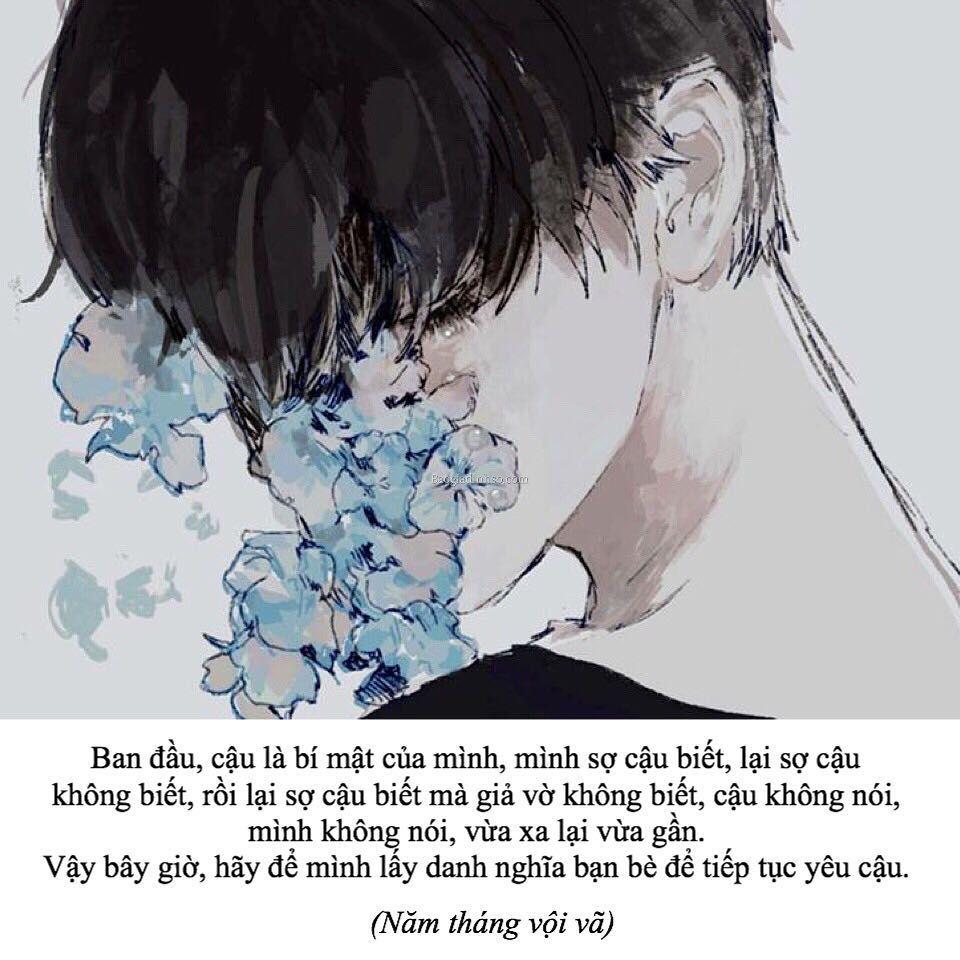 Ban đầu, cậu là bí mật của mình, mình sợ cậu biết, lại sợ cậu
không biết, rồi lại sợ cậu biết mà giả vờ không biết, cậu không nói,
mình không nói, vừa xa lại vừa gần.
Vậy bây giờ, hãy để mình lấy danh nghĩa bạn bè để tiếp tục yêu cậu.
(Năm tháng vội vã)